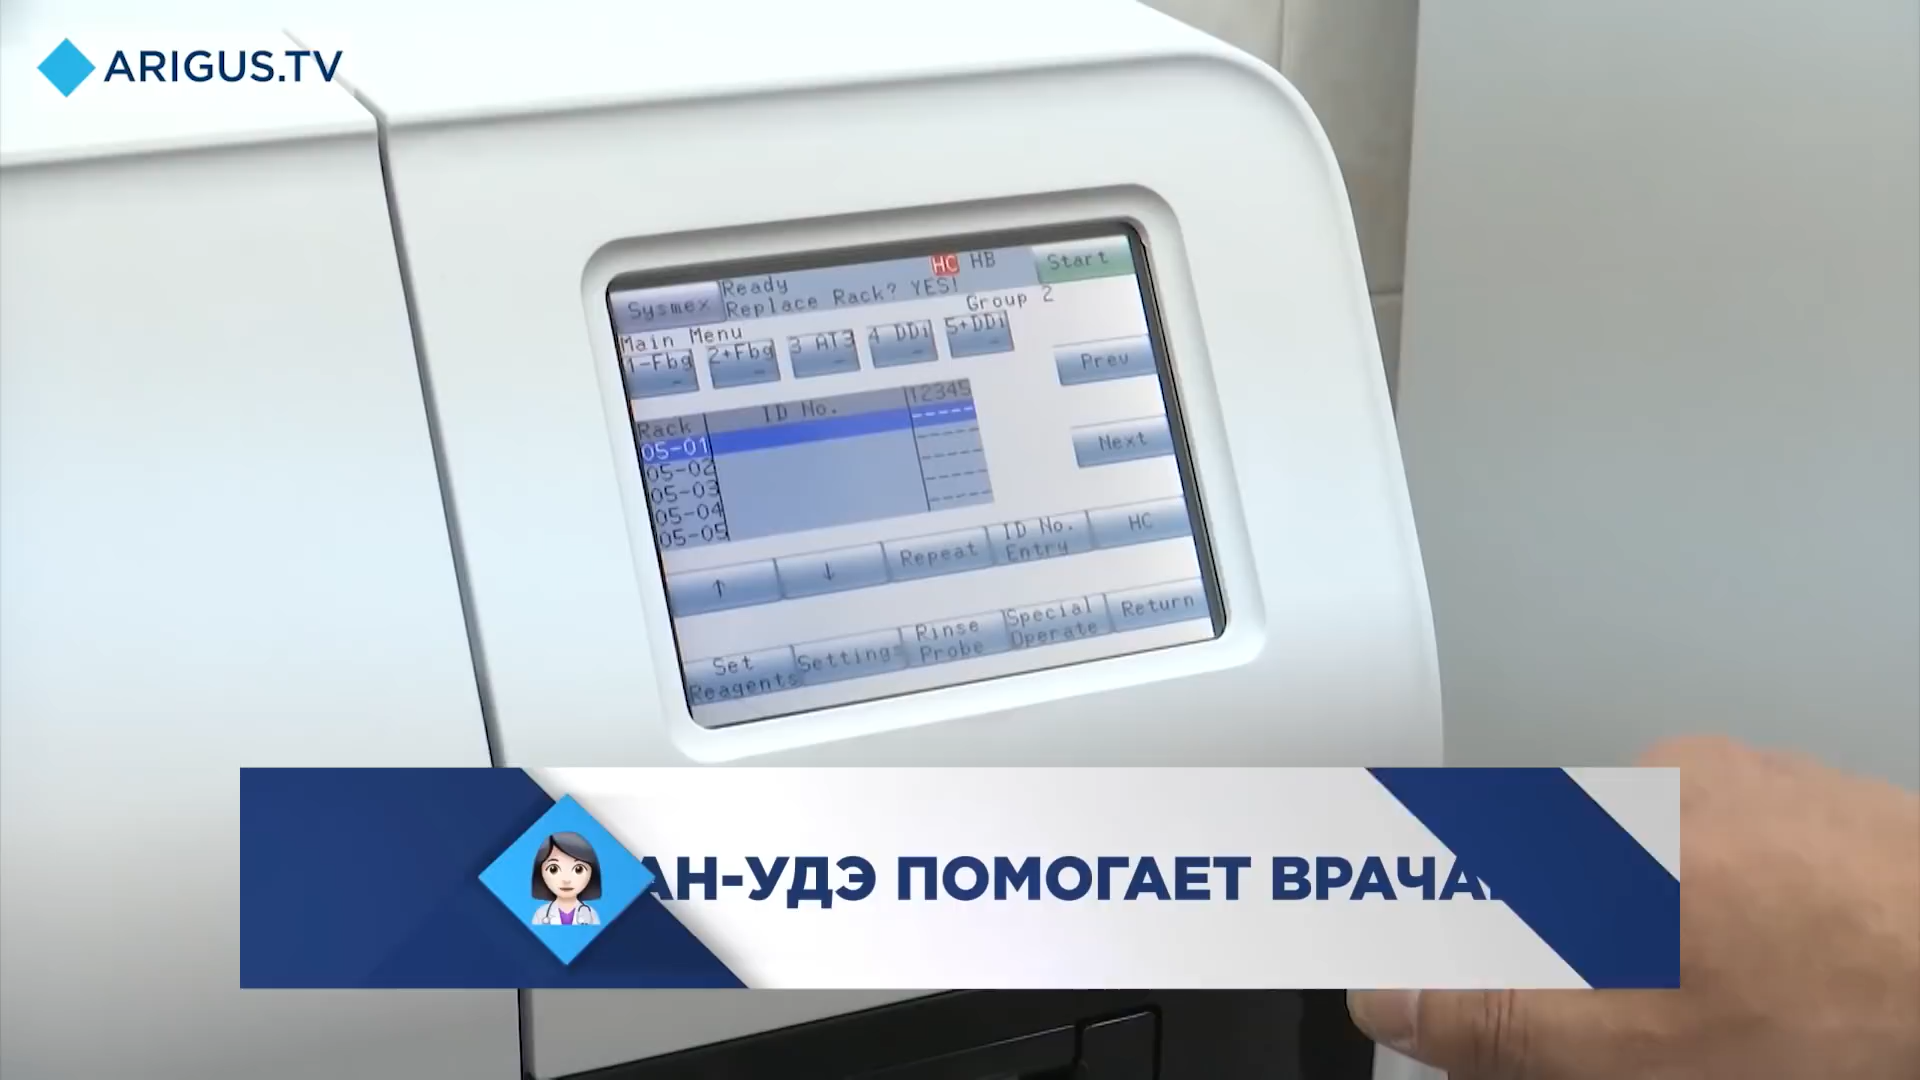 ARIGUS.TV
HC HB
Start
Sysmex
Ready
Replace Rack? YES!
Group 2
Main Menu
1-Fbg 2+Fbg 3 AT3 4 DDi 5+DDi
Prev
Rack ID No. 12345
05-01
05-02
05-03
05-04
05-05
Next
↑ ↓ Repeat ID No. Entry HC
Set Reagents Settings Rinse Probe Special Operate Return
АН-УДЭ ПОМОГАЕТ ВРАЧА